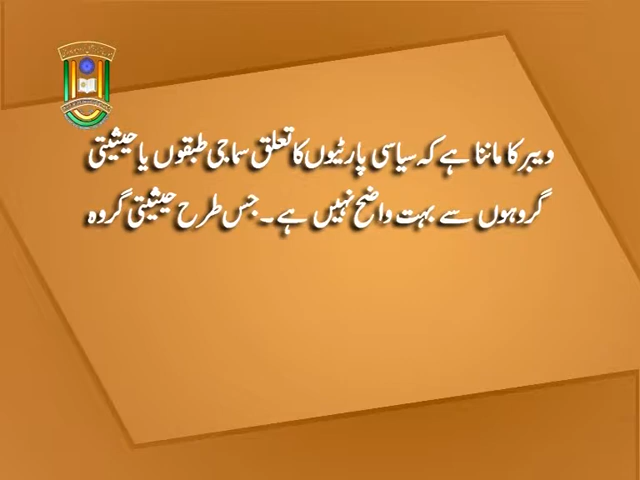 ویبر کا ماننا ہے کہ سیاسی پارٹیوں کا تعلق سماجی طبقوں یا حیثیتی
گروہوں سے بہت واضح نہیں ہے۔ جس طرح حیثیتی گروہ